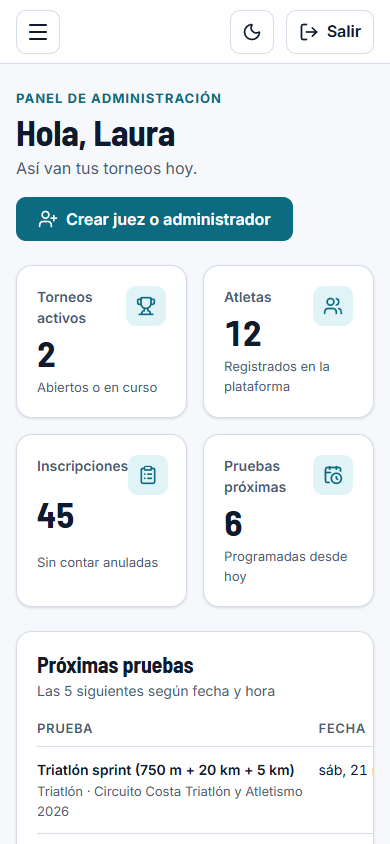 Salir
PANEL DE ADMINISTRACIÓN
Hola, Laura
Así van tus torneos hoy.
Crear juez o administrador
Torneos
activos
2
Abiertos o en curso
Atletas
12
Registrados en la
plataforma
Inscripciones
45
Sin contar anuladas
Pruebas
próximas
6
Programadas desde
hoy
Próximas pruebas
Las 5 siguientes según fecha y hora
PRUEBA FECHA
Triatlón sprint (750 m + 20 km + 5 km) sáb, 21
Triatlón · Circuito Costa Triatlón y Atletismo
2026